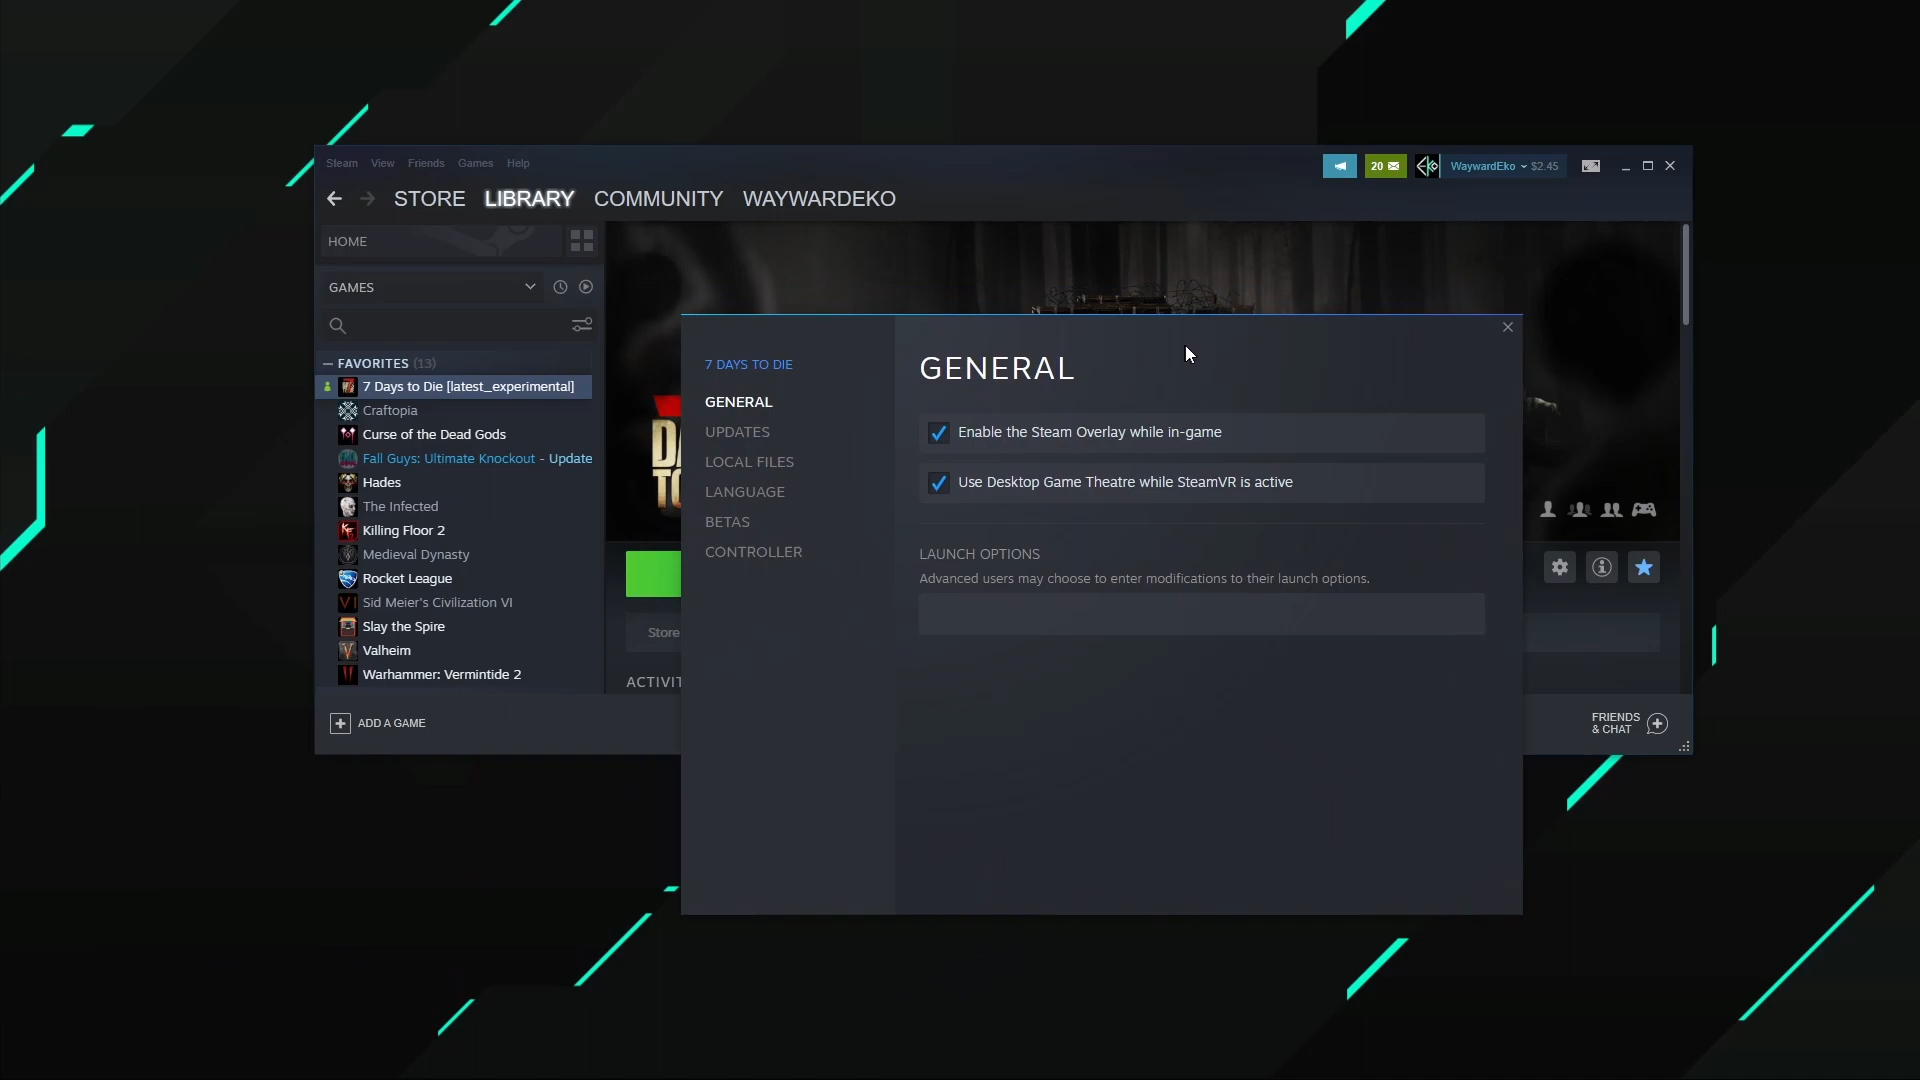 Steam View Friends Games Help
20
WaywardEko $2.45
STORE LIBRARY COMMUNITY WAYWARDEKO
HOME
GAMES
FAVORITES (13)
7 Days to Die [latest_experimental]
Craftopia
Curse of the Dead Gods
Fall Guys: Ultimate Knockout - Update
Hades
The Infected
Killing Floor 2
Medieval Dynasty
Rocket League
Sid Meier's Civilization VI
Slay the Spire
Valheim
Warhammer: Vermintide 2
ADD A GAME
DA
TO
Store
ACTIVIT
7 DAYS TO DIE
GENERAL
UPDATES
LOCAL FILES
LANGUAGE
BETAS
CONTROLLER
GENERAL
Enable the Steam Overlay while in-game
Use Desktop Game Theatre while SteamVR is active
LAUNCH OPTIONS
Advanced users may choose to enter modifications to their launch options.
FRIENDS
& CHAT